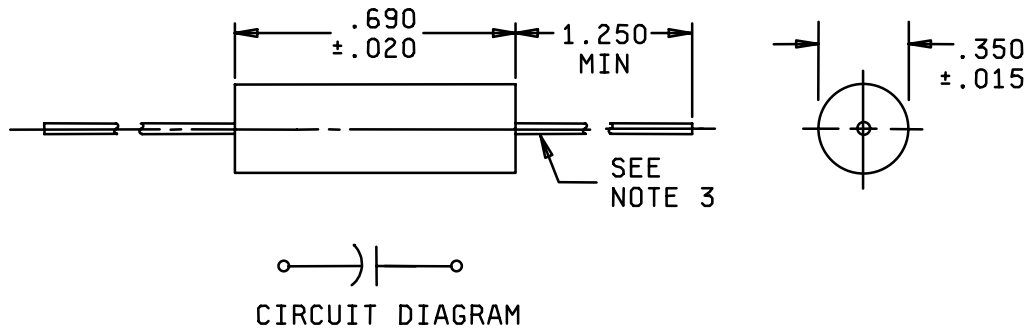 .690
±.020
1.250
MIN
.350
±.015
SEE
NOTE 3
CIRCUIT DIAGRAM